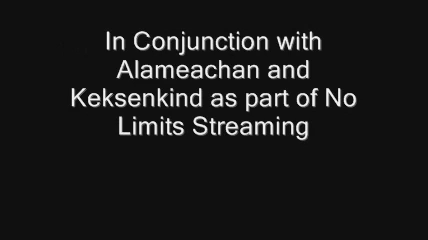 In Conjunction with
Alameachan and
Keksenkind as part of No
Limits Streaming